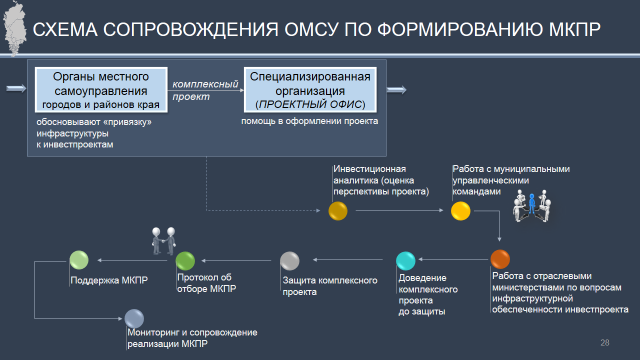 СХЕМА СОПРОВОЖДЕНИЯ ОМСУ ПО ФОРМИРОВАНИЮ МКПР
Органы местного
самоуправления
городов и районов края
комплексный
проект
Специализированная
организация
(ПРОЕКТНЫЙ ОФИС)
обосновывают «привязку»
инфраструктуры
к инвестпроектам
помощь в оформлении проекта
Инвестиционная
аналитика (оценка
перспективы проекта)
Работа с муниципальными
управленческими
командами
Работа с отраслевыми
министерствами по вопросам
инфраструктурной
обеспеченности инвестпроекта
Доведение
комплексного
проекта
до защиты
Защита комплексного
проекта
Протокол об
отборе МКПР
Поддержка МКПР
Мониторинг и сопровождение
реализации МКПР
28